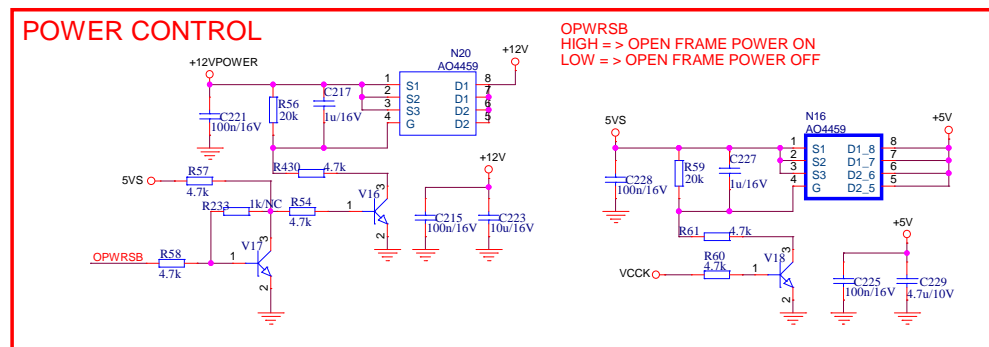 POWER CONTROL
OPWRSB
HIGH = > OPEN FRAME POWER ON
LOW = > OPEN FRAME POWER OFF
+12VPOWER
N20
AO4459
+12V
1
2
3
4
S1
S2
S3
G
D1
D1
D2
D2
8
7
6
5
C221
100n/16V
R56
20k
C217
1u/16V
R430
4.7k
5VS
R57
4.7k
R233
1k/NC
R54
4.7k
1
V16
3
2
+12V
C215
100n/16V
C223
10u/16V
OPWRSB
R58
4.7k
1
V17
3
2
5VS
N16
AO4459
+5V
1
2
3
4
S1
S2
S3
G
D1_8
D1_7
D2_6
D2_5
8
7
6
5
C228
100n/16V
R59
20k
C227
1u/16V
R61
4.7k
VCCK
R60
4.7k
1
V18
3
2
+5V
C225
100n/16V
C229
4.7u/10V